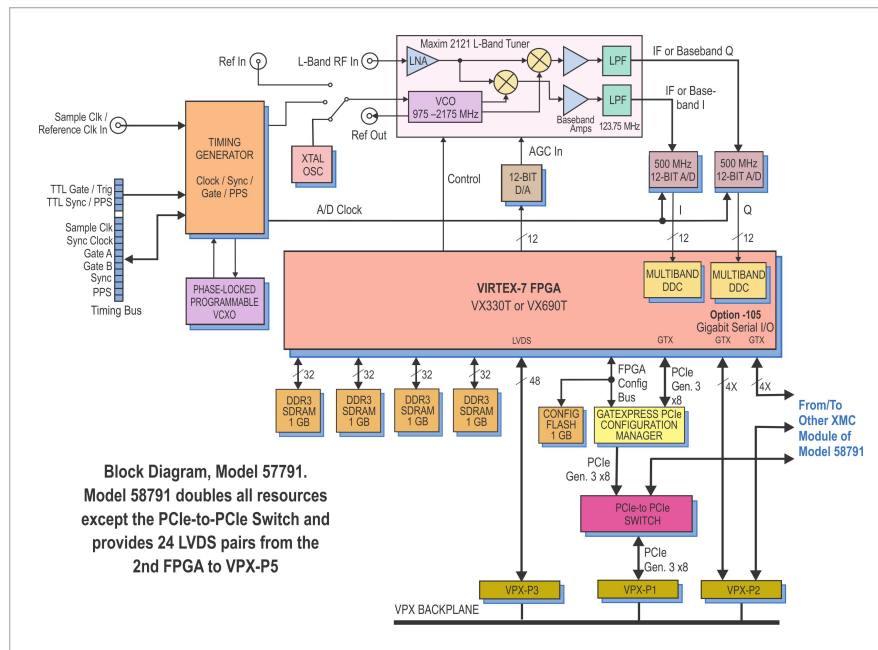 Maxim 2121 L-Band Tuner
Ref In
L-Band RF In
LNA
LPF
IF or Baseband Q
IF or Base-
band I
VCO
975 –2175 MHz
LPF
Baseband
Amps
123.75 MHz
Ref Out
Sample Clk /
Reference Clk In
TIMING
GENERATOR
Clock / Sync /
Gate / PPS
XTAL
OSC
AGC In
Control
12-BIT
D/A
500 MHz
12-BIT A/D
500 MHz
12-BIT A/D
TTL Gate / Trig
TTL Sync / PPS
Sample Clk
Sync Clock
Gate A
Gate B
Sync
PPS
Timing Bus
A/D Clock
I
Q
12
12
12
PHASE-LOCKED
PROGRAMMABLE
VCXO
VIRTEX-7 FPGA
VX330T or VX690T
MULTIBAND
DDC
MULTIBAND
DDC
Option -105
Gigabit Serial I/O
LVDS
GTX
GTX
GTX
32
32
32
32
48
FPGA
Config
Bus
PCIe
Gen. 3
x8
4X
4X
DDR3
SDRAM
1 GB
DDR3
SDRAM
1 GB
DDR3
SDRAM
1 GB
DDR3
SDRAM
1 GB
CONFIG
FLASH
1 GB
GATEXPRESS PCIe
CONFIGURATION
MANAGER
From/To
Other XMC
Module of
Model 58791
PCIe
Gen. 3 x8
PCIe-to PCIe
SWITCH
PCIe
Gen. 3 x8
Block Diagram, Model 57791.
Model 58791 doubles all resources
except the PCIe-to-PCIe Switch and
provides 24 LVDS pairs from the
2nd FPGA to VPX-P5
VPX-P3
VPX-P1
VPX-P2
VPX BACKPLANE